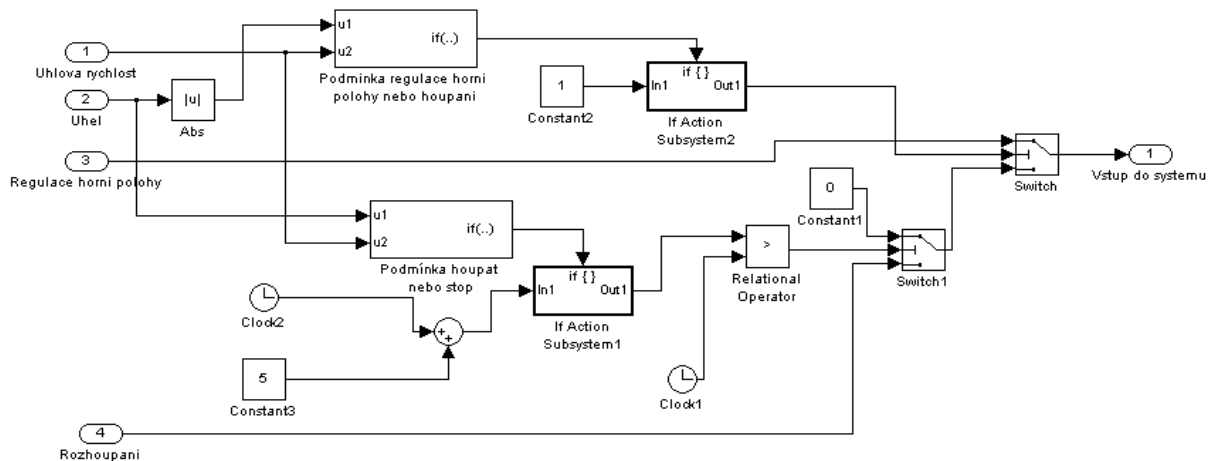 1
Uhlova rychlost
2
Uhel
|u|
Abs
u1
u2
if(..)
Podminka regulace horni
polohy nebo houpani
1
Constant2
if { }
In1
Out1
If Action
Subsystem2
3
Regulace horni polohy
Switch
1
Vstup do systemu
0
Constant1
u1
u2
if(..)
Podmínka houpat
nebo stop
>
Relational
Operator
Switch1
Clock2
+
+
if { }
In1
Out1
If Action
Subsystem1
5
Constant3
Clock1
4
Rozhoupani